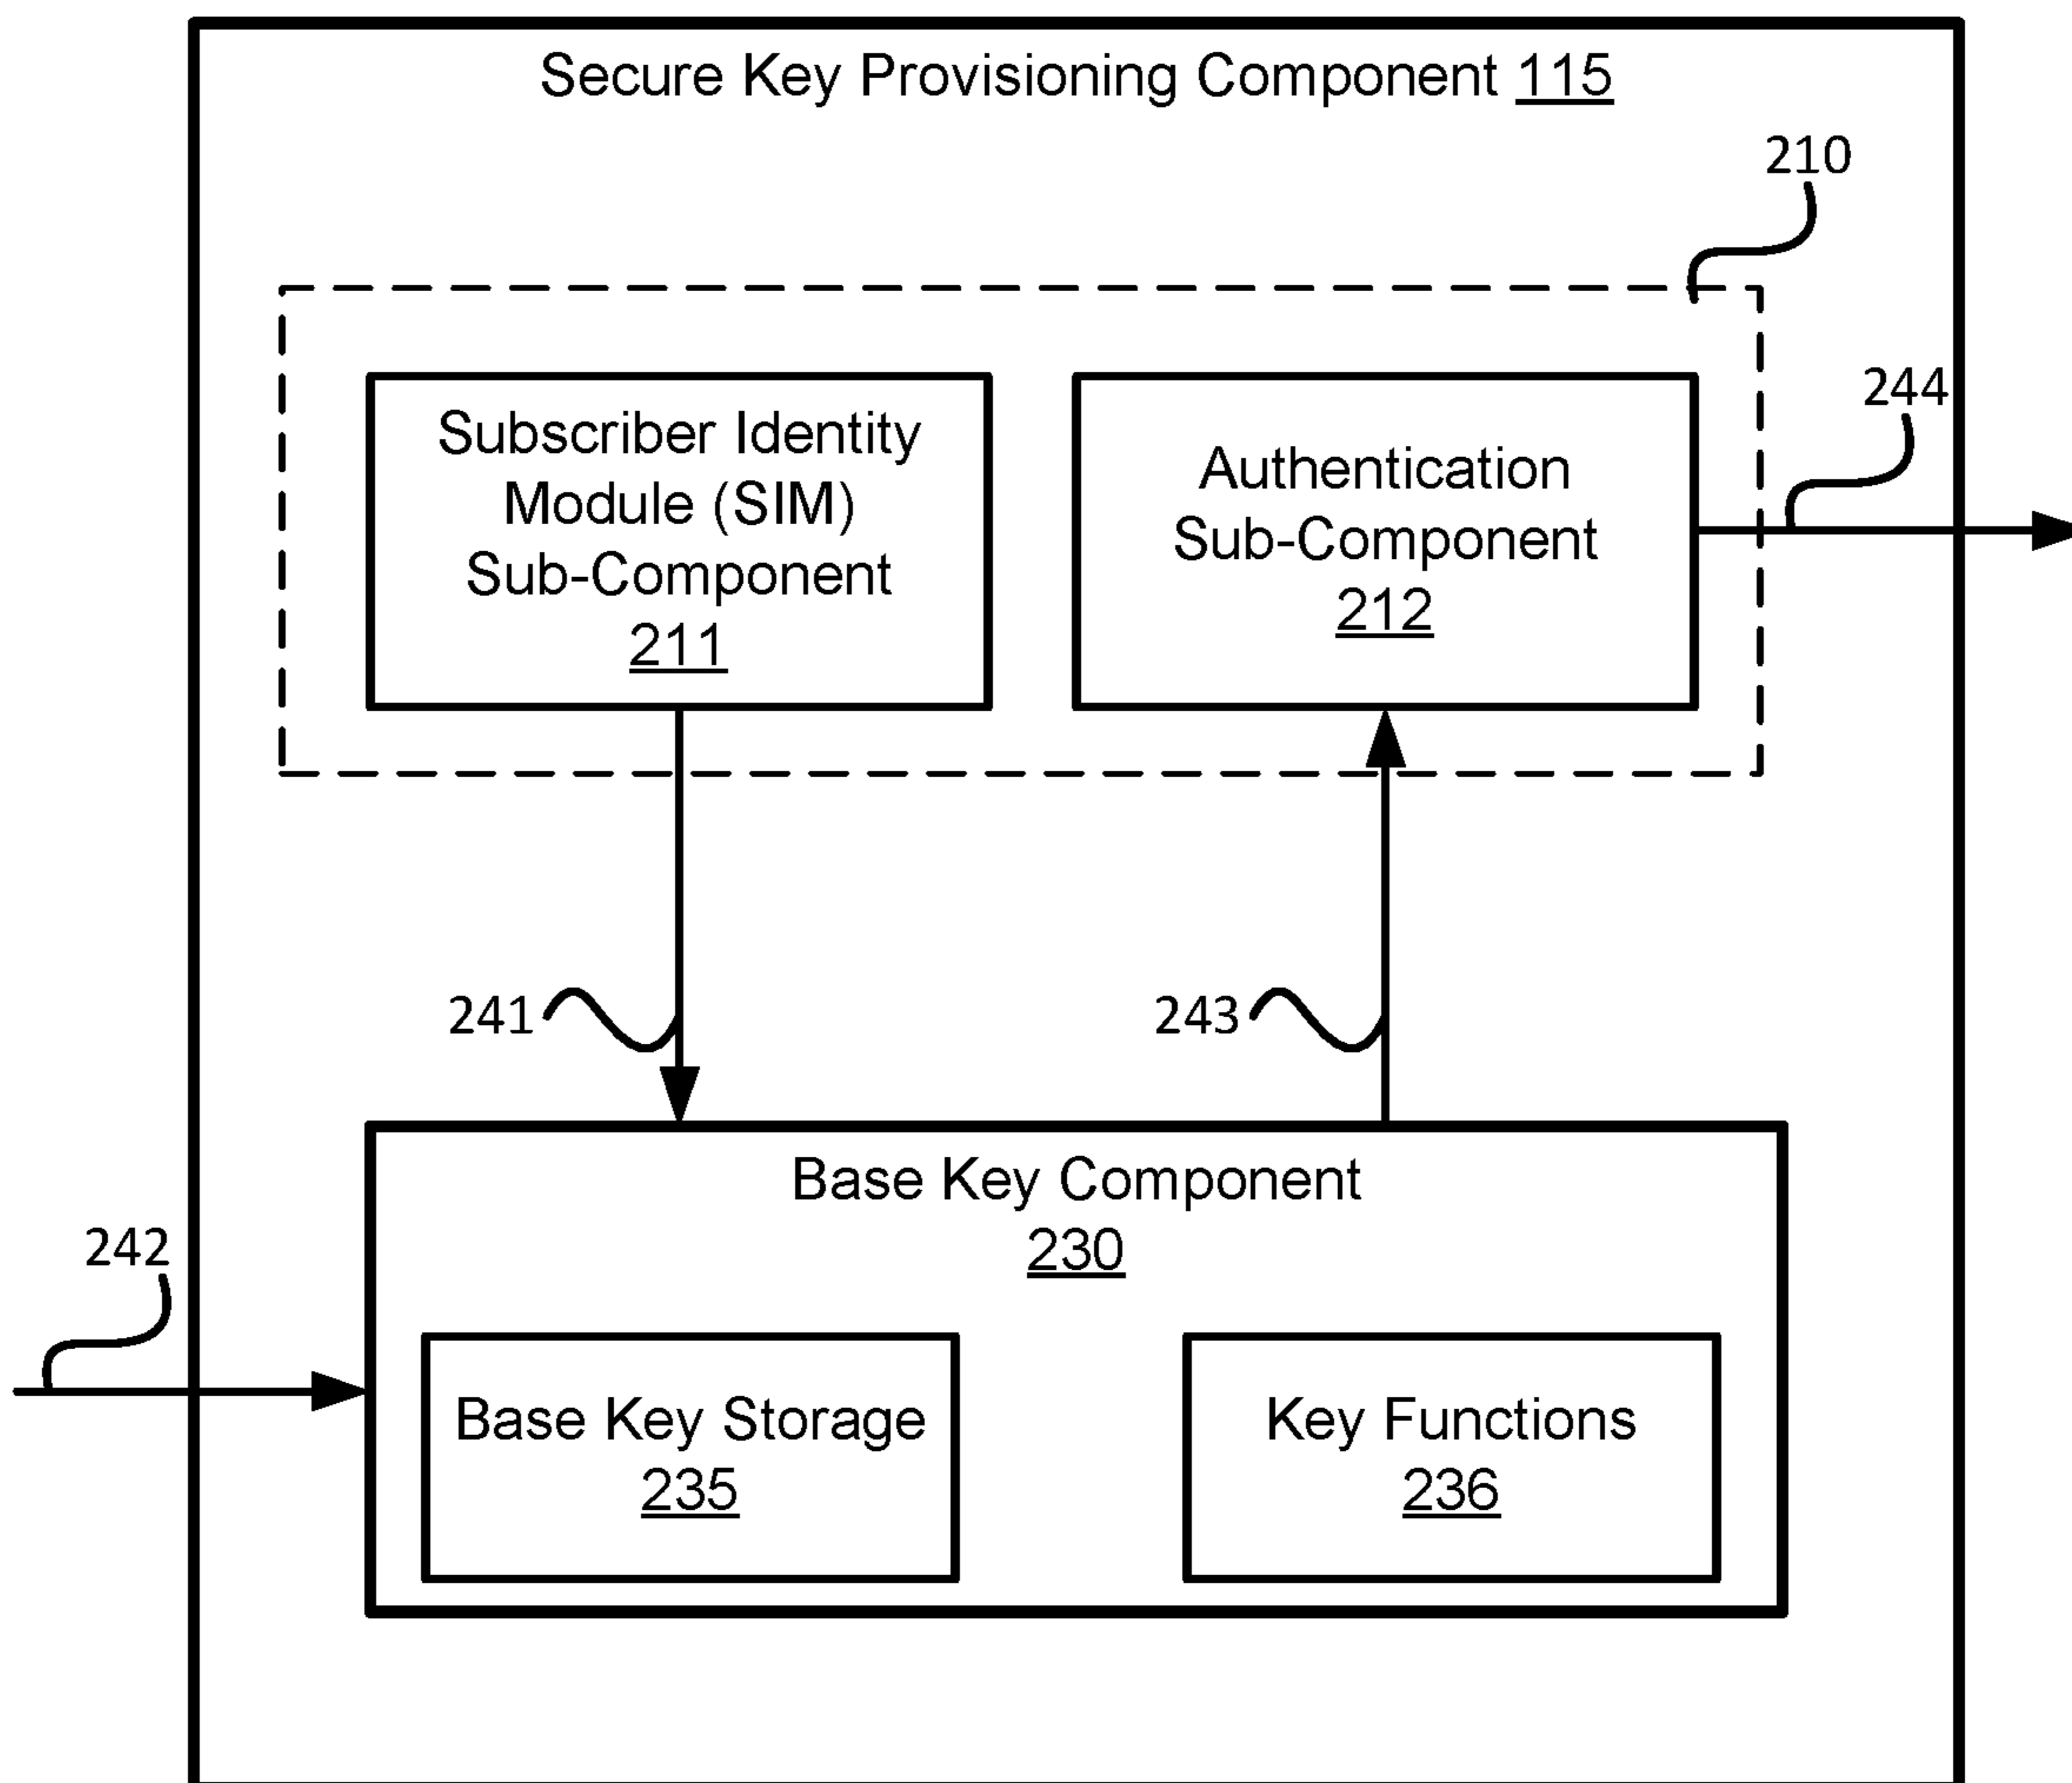 Secure Key Provisioning Component 115
210
244
Subscriber Identity
Module (SIM)
Sub-Component
211
Authentication
Sub-Component
212
241
243
Base Key Component
230
242
Base Key Storage
235
Key Functions
236